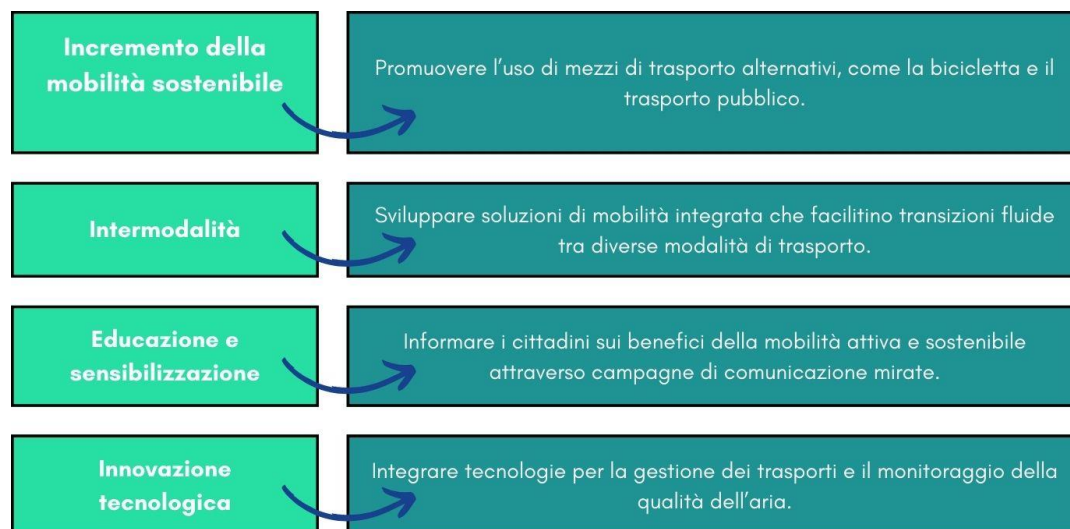 Incremento della
mobilità sostenibile
Promuovere l'uso di mezzi di trasporto alternativi, come la bicicletta e il
trasporto pubblico.
Intermodalità
Sviluppare soluzioni di mobilità integrata che facilitino transizioni fluide
tra diverse modalità di trasporto.
Educazione e
sensibilizzazione
Informare i cittadini sui benefici della mobilità attiva e sostenibile
attraverso campagne di comunicazione mirate.
Innovazione
tecnologica
Integrare tecnologie per la gestione dei trasporti e il monitoraggio della
qualità dell'aria.